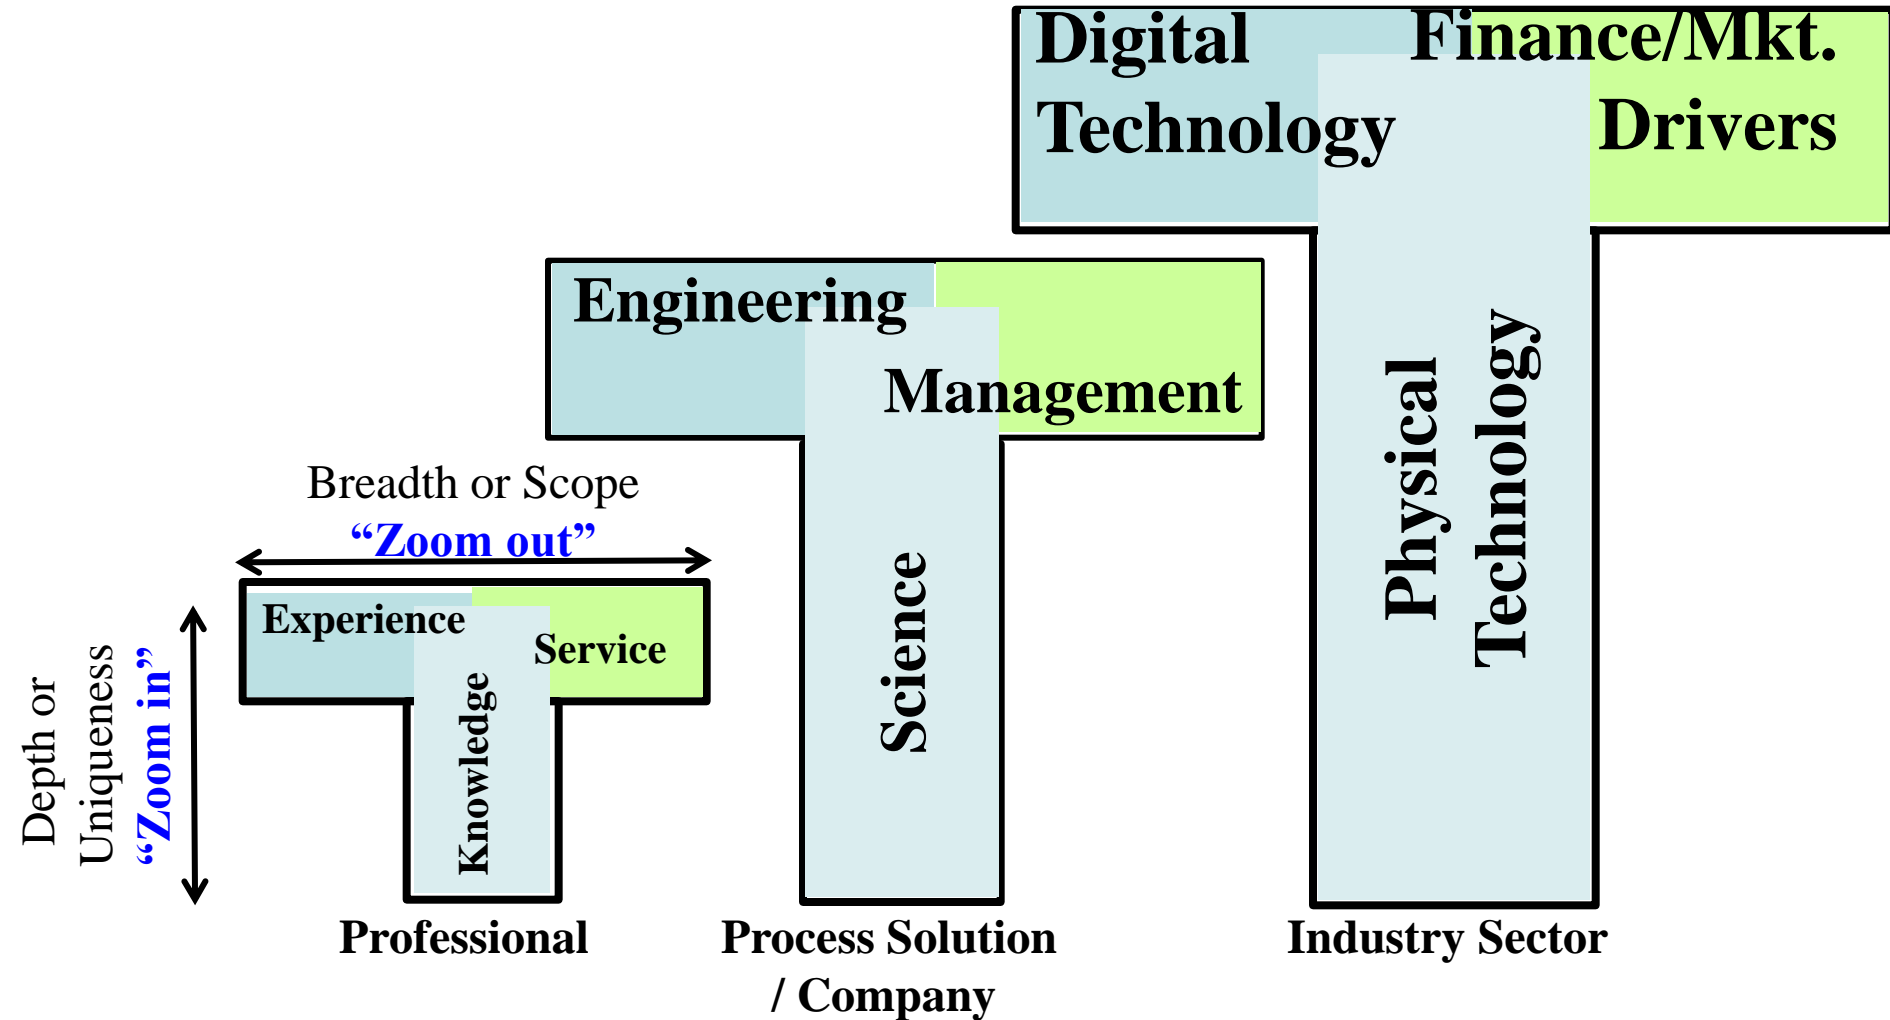 Digital
Technology
Finance/Mkt.
Drivers
Physical
Technology
Engineering
Management
Science
Breadth or Scope
“Zoom out”
Experience
Service
Knowledge
Depth or
Uniqueness
“Zoom in”
Professional
Process Solution
/ Company
Industry Sector